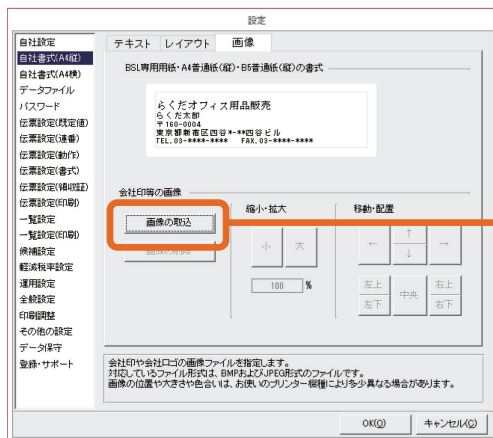 設定
自社設定
自社書式(A4縦)
自社書式(A4横)
データファイル
パスワード
伝票設定(既定値)
伝票設定(連番)
伝票設定(動作)
伝票設定(書式)
伝票設定(領収証)
伝票設定(印刷)
一覧設定
一覧設定(印刷)
候補設定
軽減税率設定
運用設定
全般設定
印刷調整
その他の設定
データ保守
登録・サポート
テキスト レイアウト 画像
BSL専用用紙・A4普通紙(縦)・B5普通紙(縦)の書式
らくだオフィス用品販売
らくだ太郎
〒160-0004
東京都新宿区四谷*-**四谷ビル
TEL.03-****-**** FAX.03-****-****
会社印等の画像
画像の取込
画像の削除
縮小・拡大
小 大
100 %
移動・配置
← ↑ ↓ →
左上 中央 右上
左下 右下
会社印や会社ロゴの画像ファイルを指定します。
対応しているファイル形式は、BMPおよびJPEG形式のファイルです。
画像の位置や大きさや色合いは、お使いのプリンター機種により多少異なる場合があります。
OK(O) キャンセル(C)